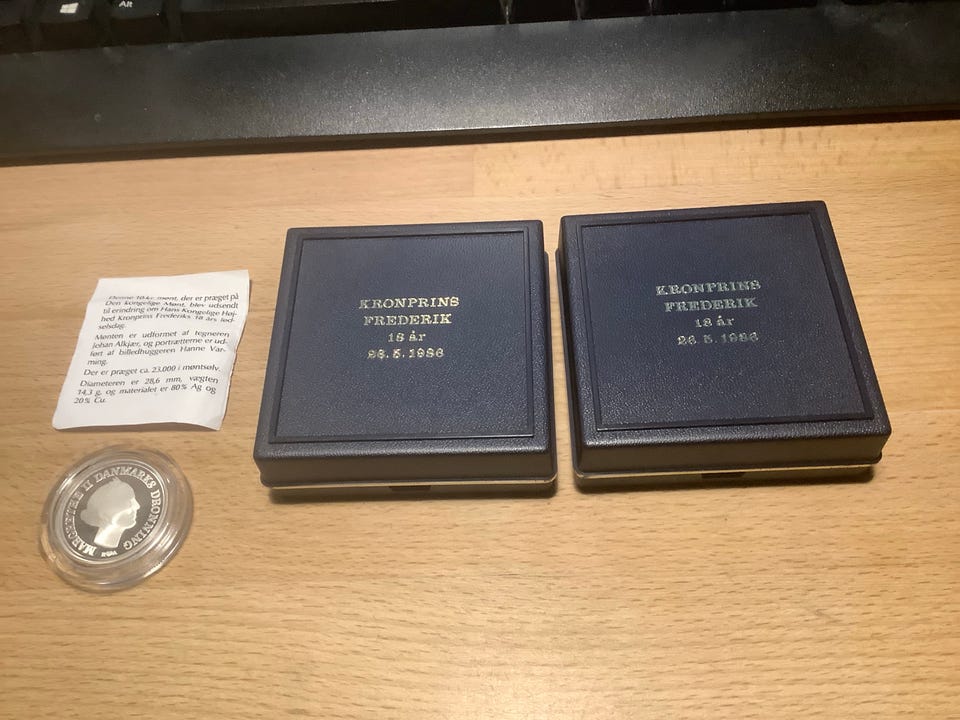 Alt
Denne 10-kr. mønt, der er præget på
Den kongelige Mønt, blev udsendt
til erindring om Hans Kongelige Høj-
hed Kronprins Frederiks 18 års fød-
selsdag.
Mønten er udformet af tegneren
Johan Alkjær, og portrætterne er ud-
ført af billedhuggeren Hanne Var-
ming.
Der er præget ca. 23.000 i møntsølv.
Diameteren er 28,6 mm, vægten
14,3 g, og materialet er 80% Ag og
20% Cu.
KRONPRINS
FREDERIK
18 år
26.5.1986
KRONPRINS
FREDERIK
18 år
26.5.1986
MARGRETHE II DANMARKS DRONNING